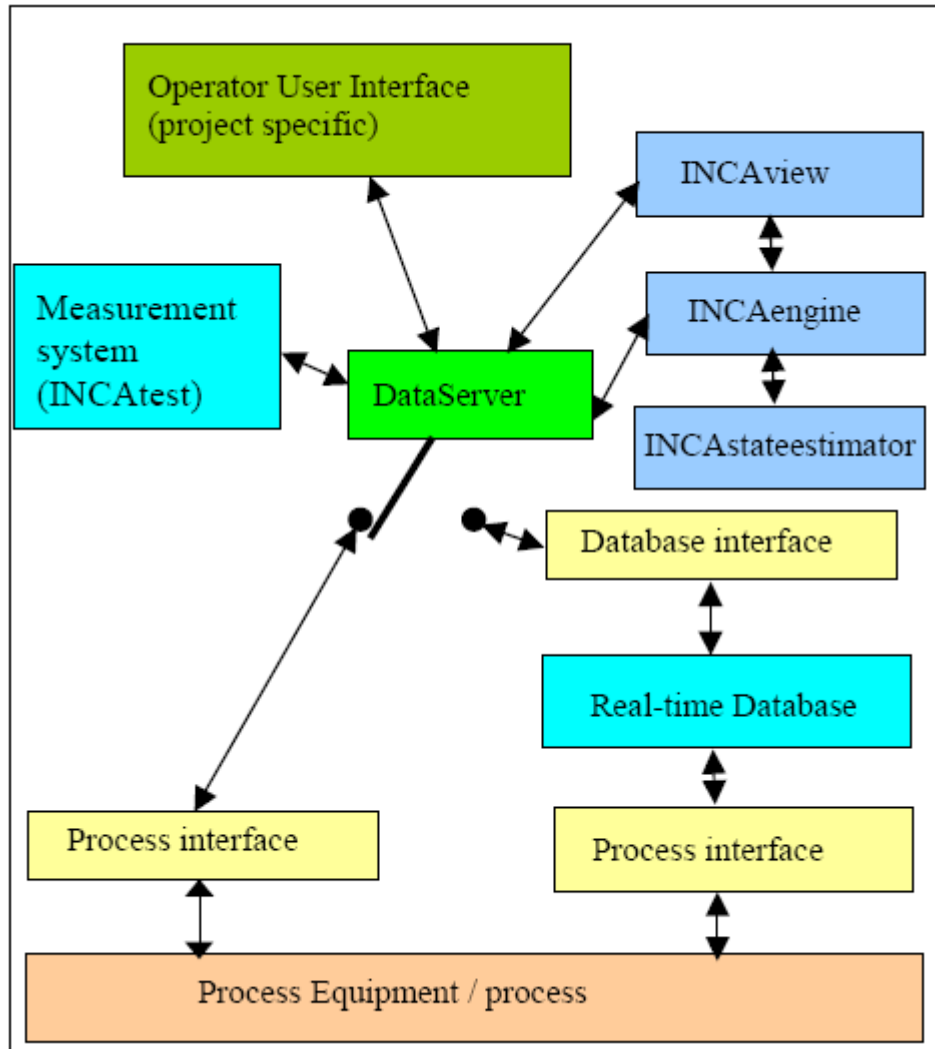 Operator User Interface
(project specific)
INCAview
Measurement
system
(INCAtest)
INCAengine
DataServer
INCAstateestimator
Database interface
Real-time Database
Process interface
Process interface
Process Equipment / process